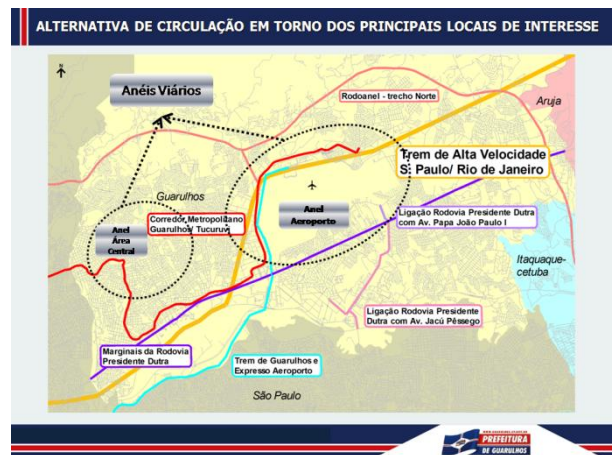 ALTERNATIVA DE CIRCULAÇÃO EM TORNO DOS PRINCIPAIS LOCAIS DE INTERESSE
N
Anéis Viários
Rodoanel - trecho Norte
Aruja
Trem de Alta Velocidade
S. Paulo/ Rio de Janeiro
Guarulhos
Corredor Metropolitano
Guarulhos/ Tucuruvi
Anel
Aeroporto
Anel
Área
Central
Ligação Rodovia Presidente Dutra
com Av. Papa João Paulo I
Itaquaque-
cetuba
Ligação Rodovia Presidente
Dutra com Av. Jacú Pêssego
Marginais da Rodovia
Presidente Dutra
Trem de Guarulhos e
Expresso Aeroporto
São Paulo
PREFEITURA
DE GUARULHOS